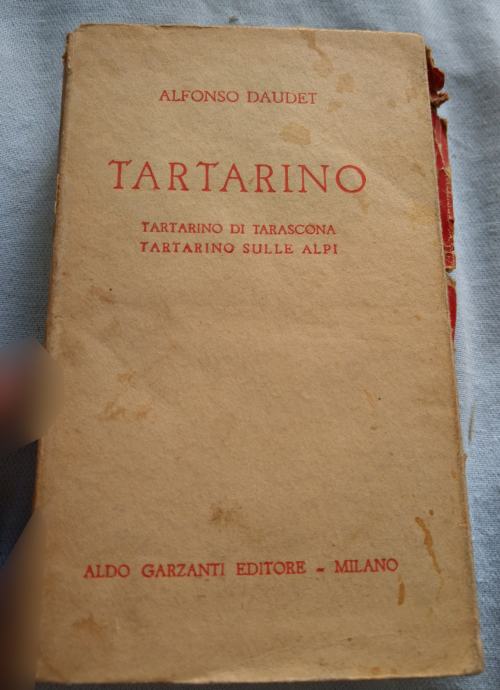 ALFONSO DAUDET
TARTARINO
TARTARINO DI TARASCONA
TARTARINO SULLE ALPI
ALDO GARZANTI EDITORE - MILANO